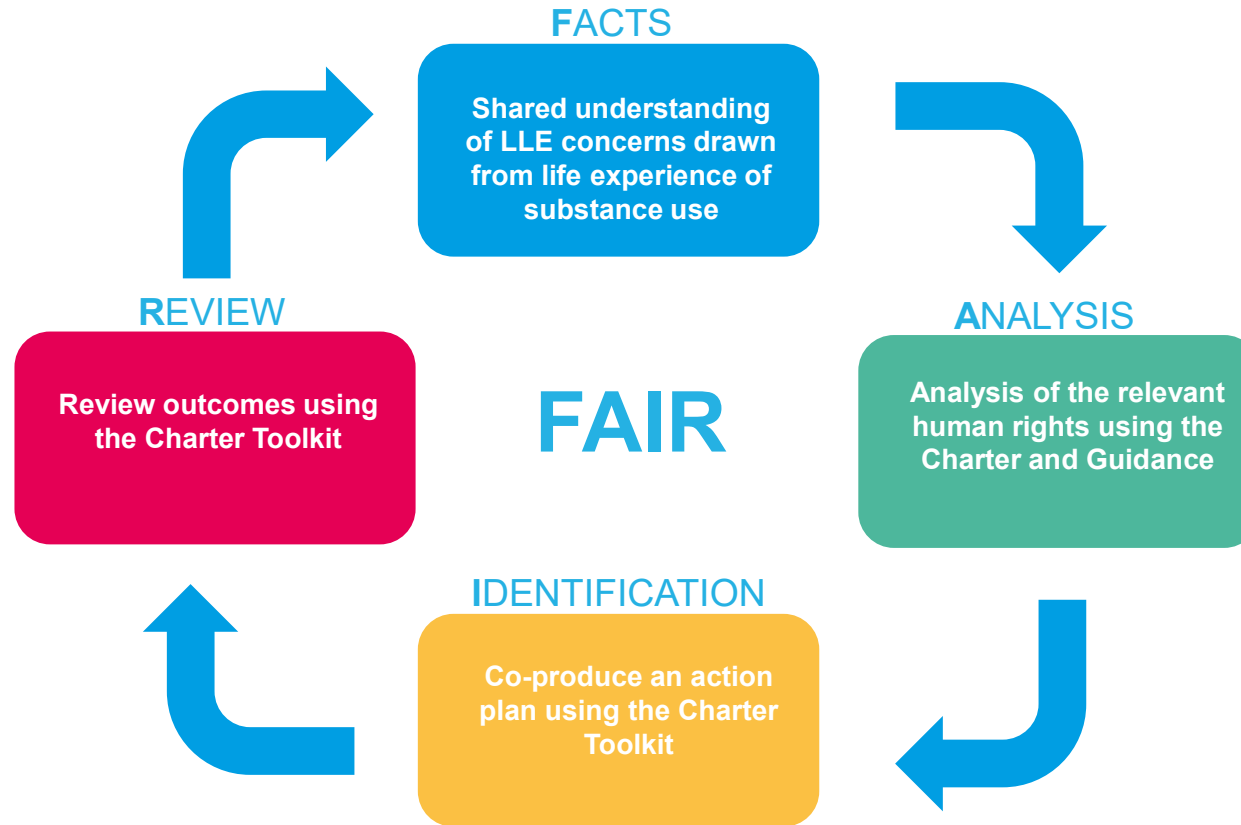 FACTS
Shared understanding
of LLE concerns drawn
from life experience of
substance use
REVIEW
Review outcomes using
the Charter Toolkit
FAIR
ANALYSIS
Analysis of the relevant
human rights using the
Charter and Guidance
IDENTIFICATION
Co-produce an action
plan using the Charter
Toolkit